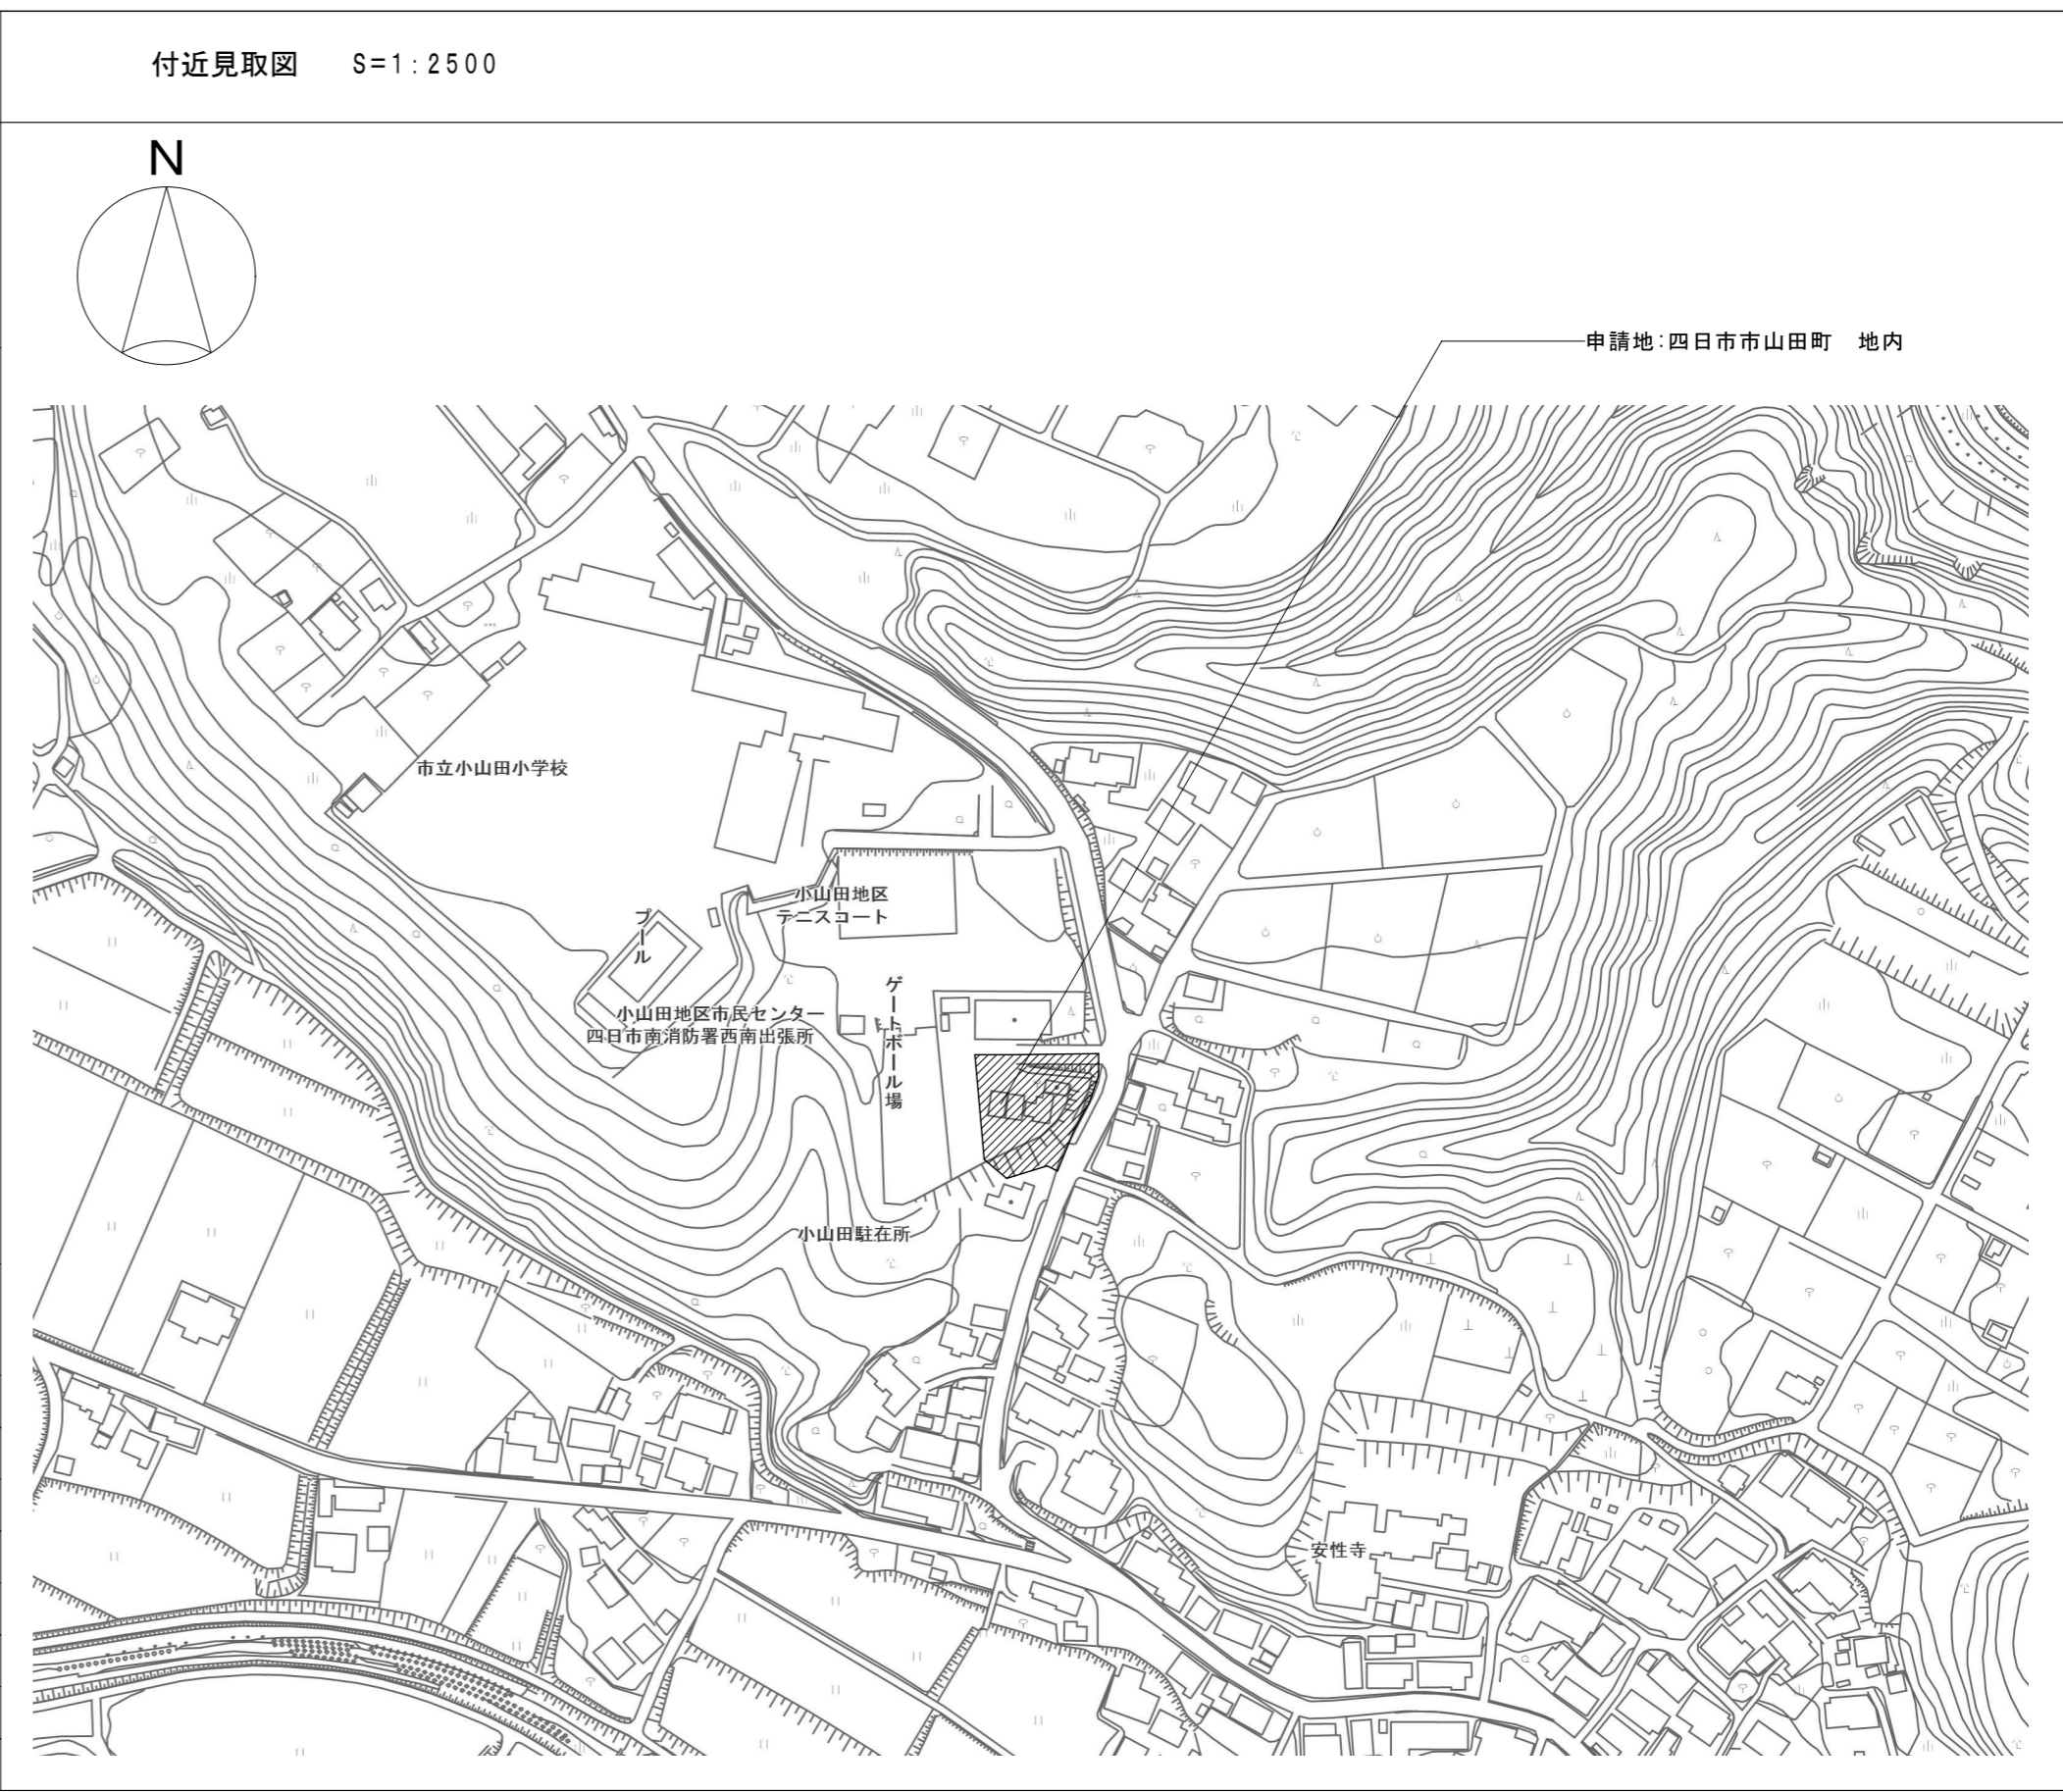 付近見取図　S=1:2500
N
申請地:四日市市山田町　地内
市立小山田小学校
小山田地区
テニスコート
プール
ゲートボール場
小山田地区市民センター
四日市南消防署西南出張所
小山田駐在所
安性寺